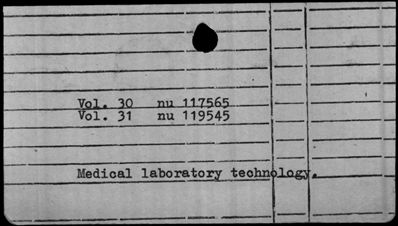 Vol. 30 nu 117565
Vol. 31 nu 119545
Medical laboratory technology.